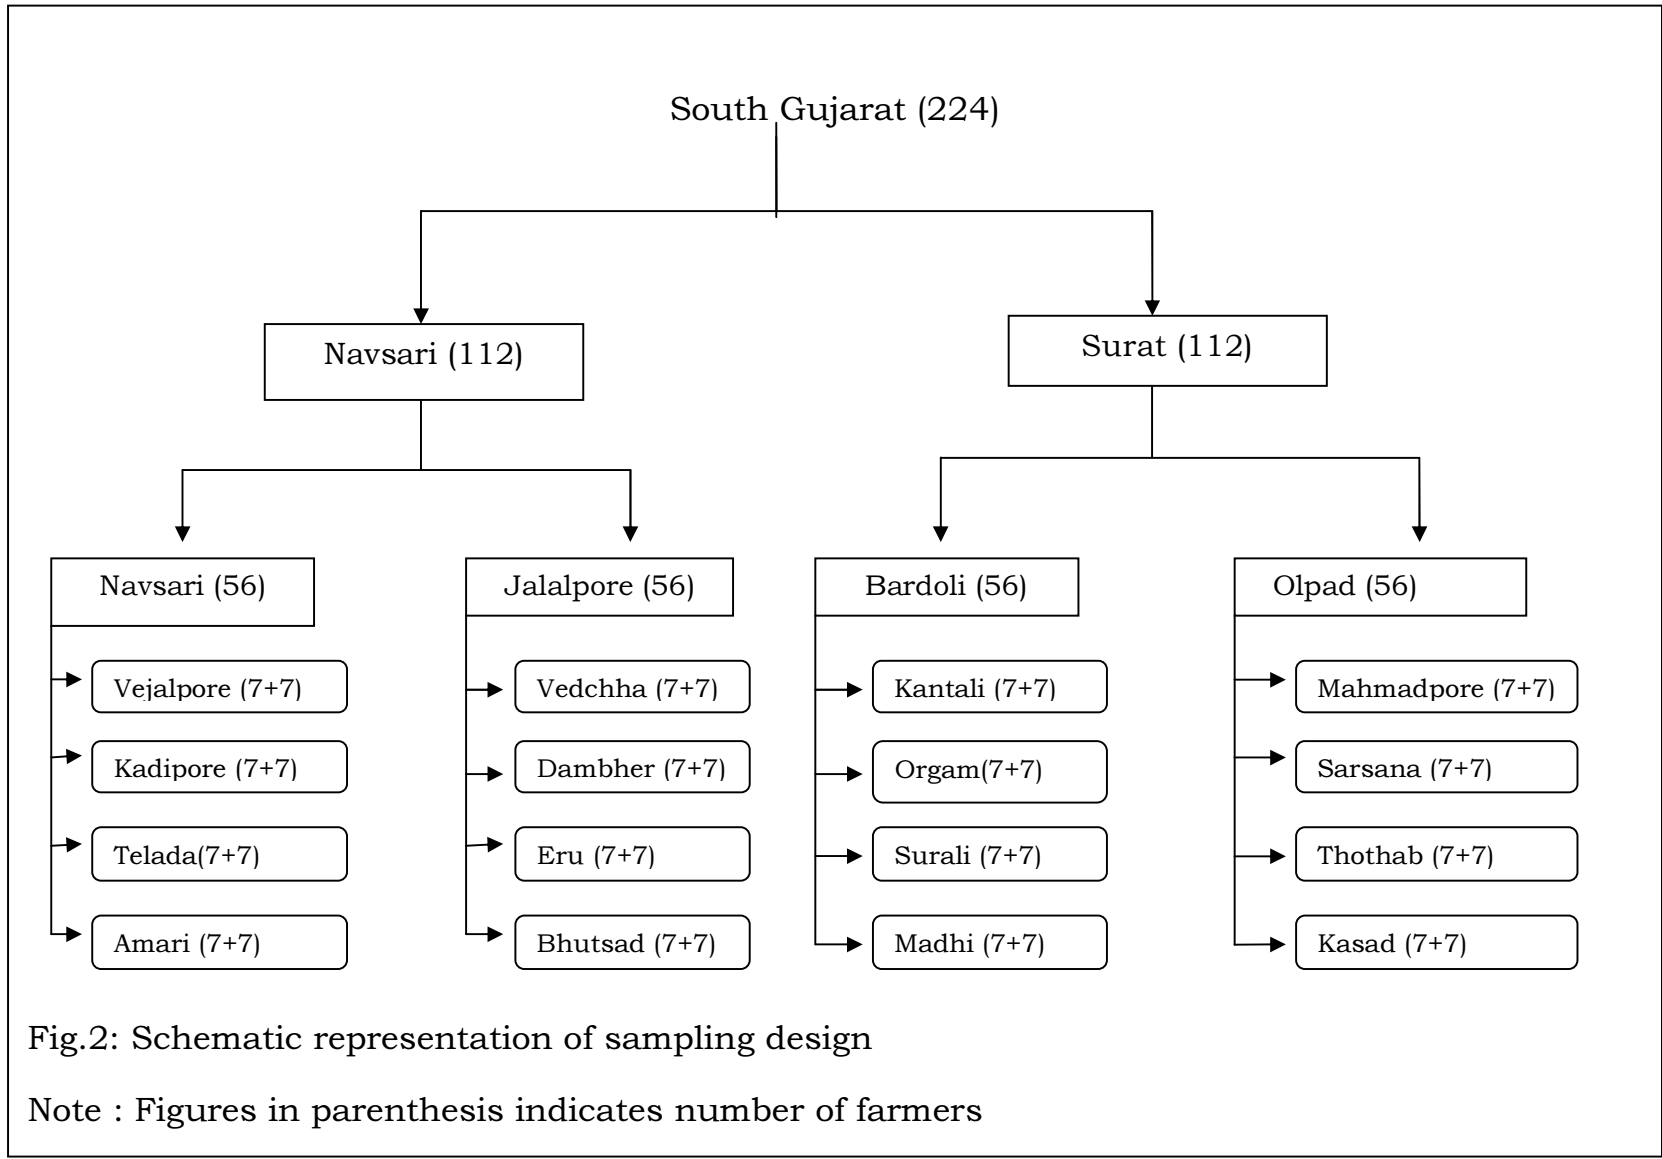 South Gujarat (224)
Navsari (112)
Surat (112)
Navsari (56)
Jalalpore (56)
Bardoli (56)
Olpad (56)
Vejalpore (7+7)
Vedchha (7+7)
Kantali (7+7)
Mahmadpore (7+7)
Kadipore (7+7)
Dambher (7+7)
Orgam(7+7)
Sarsana (7+7)
Telada(7+7)
Eru (7+7)
Surali (7+7)
Thothab (7+7)
Amari (7+7)
Bhutsad (7+7)
Madhi (7+7)
Kasad (7+7)
Fig.2: Schematic representation of sampling design
Note : Figures in parenthesis indicates number of farmers